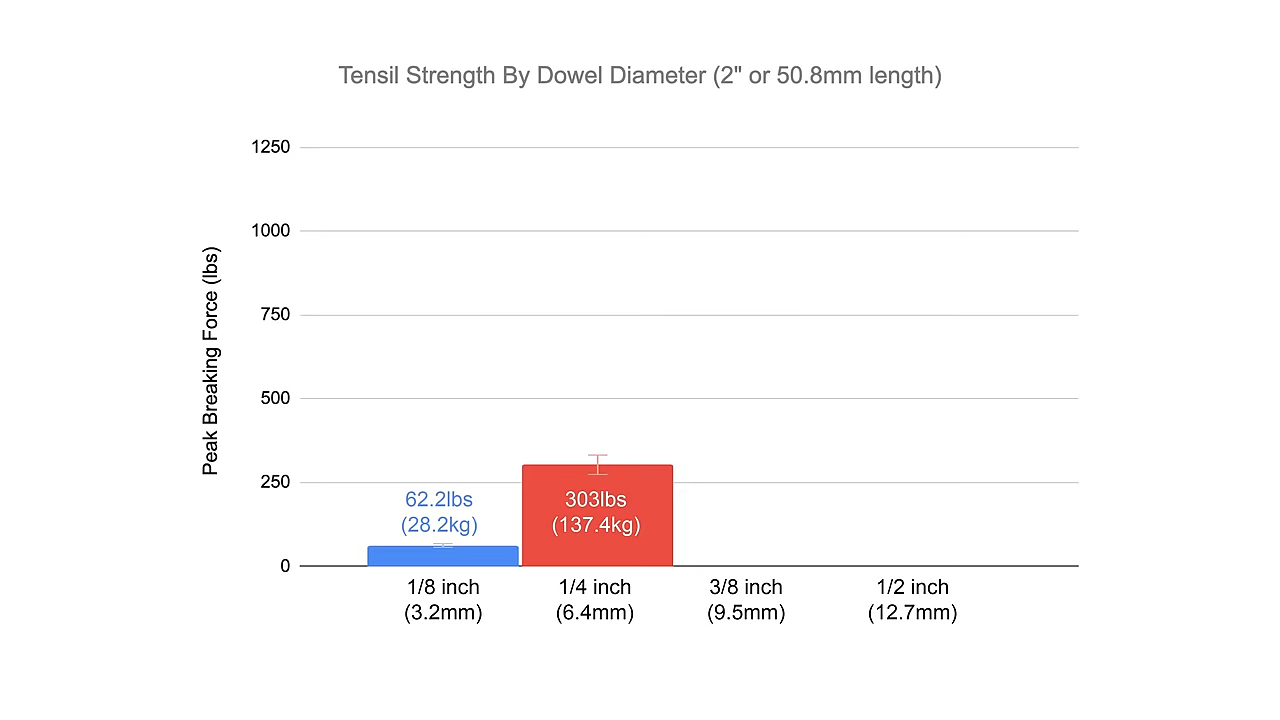 Tensil Strength By Dowel Diameter (2" or 50.8mm length)
Peak Breaking Force (lbs)
1250
1000
750
500
250
0
62.2lbs
(28.2kg)
303lbs
(137.4kg)
1/8 inch
(3.2mm)
1/4 inch
(6.4mm)
3/8 inch
(9.5mm)
1/2 inch
(12.7mm)